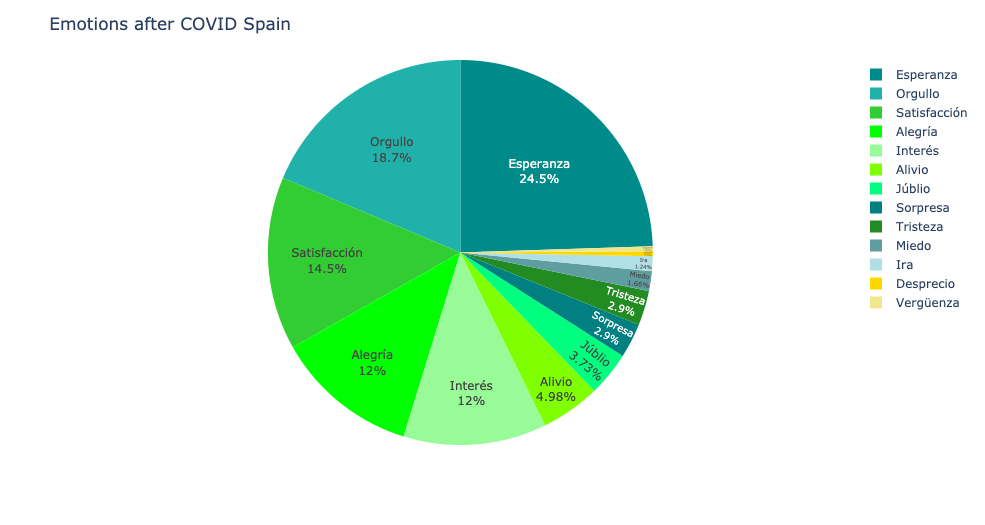 Emotions after COVID Spain
Esperanza
24.5%
Orgullo
18.7%
Satisfacción
14.5%
Alegría
12%
Interés
12%
Alivio
4.98%
Júblio
3.73%
Sorpresa
2.9%
Tristeza
2.9%
Miedo
1.66%
Ira
1.24%
Esperanza
Orgullo
Satisfacción
Alegría
Interés
Alivio
Júblio
Sorpresa
Tristeza
Miedo
Ira
Desprecio
Vergüenza